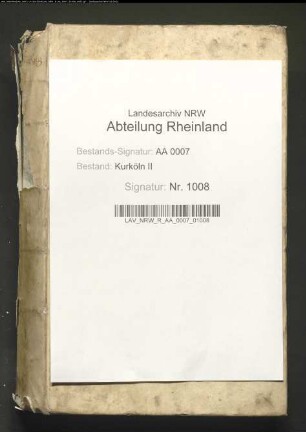 Landesarchiv NRW
Abteilung Rheinland
Bestands-Signatur: AA 0007
Bestand: Kurköln II
Signatur: Nr. 1008
LAV_NRW_R_AA_0007_01008